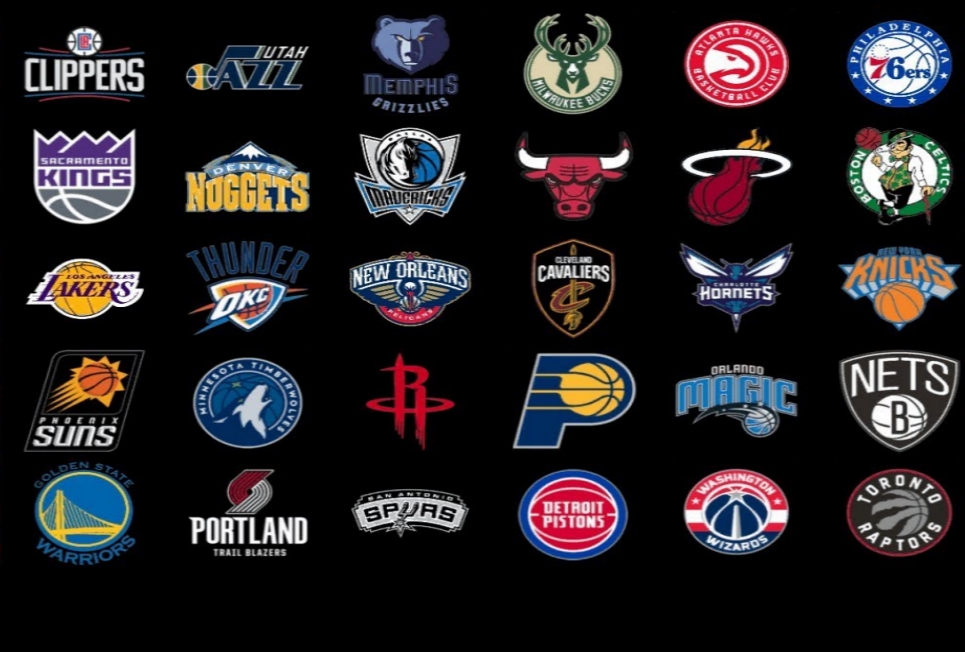 CLIPPERS
UTAH
JAZZ
MEMPHIS
GRIZZLIES
MILWAUKEE BUCKS
ATLANTA HAWKS
BASKETBALL CLUB
PHILADELPHIA
76ers
SACRAMENTO
KINGS
DENVER
NUGGETS
MAVERICKS
BOSTON
CELTICS
LOS ANGELES
LAKERS
THUNDER
OKC
NEW ORLEANS
PELICANS
CLEVELAND
CAVALIERS
C
CHARLOTTE
HORNETS
NEW YORK
KNICKS
PHOENIX
SUNS
MINNESOTA TIMBERWOLVES
R
P
ORLANDO
MAGIC
NETS
B
GOLDEN STATE
WARRIORS
PORTLAND
TRAIL BLAZERS
SAN ANTONIO
SPURS
DETROIT
PISTONS
WASHINGTON
WIZARDS
TORONTO
RAPTORS